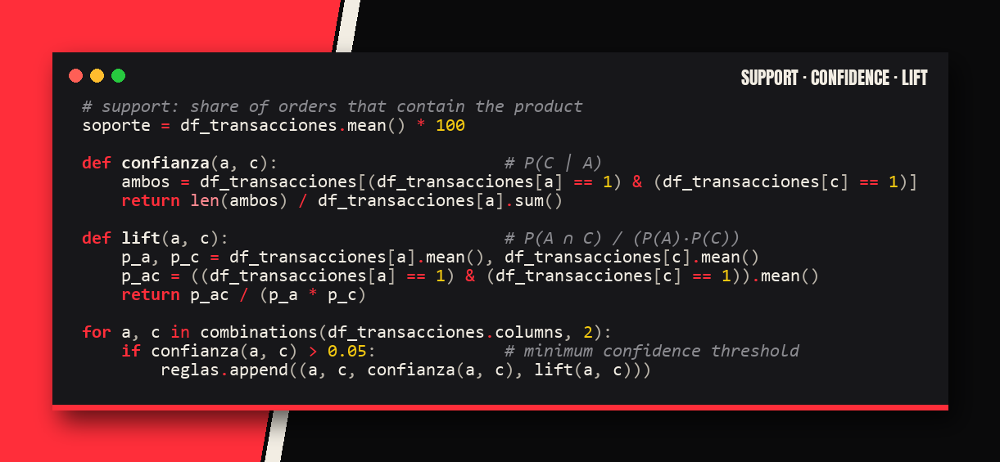 SUPPORT · CONFIDENCE · LIFT
# support: share of orders that contain the product
soporte = df_transacciones.mean() * 100
def confianza(a, c):                       # P(C | A)
    ambos = df_transacciones[(df_transacciones[a] == 1) & (df_transacciones[c] == 1)]
    return len(ambos) / df_transacciones[a].sum()
def lift(a, c):                            # P(A ∩ C) / (P(A)·P(C))
    p_a, p_c = df_transacciones[a].mean(), df_transacciones[c].mean()
    p_ac = ((df_transacciones[a] == 1) & (df_transacciones[c] == 1)).mean()
    return p_ac / (p_a * p_c)
for a, c in combinations(df_transacciones.columns, 2):
    if confianza(a, c) > 0.05:             # minimum confidence threshold
        reglas.append((a, c, confianza(a, c), lift(a, c)))